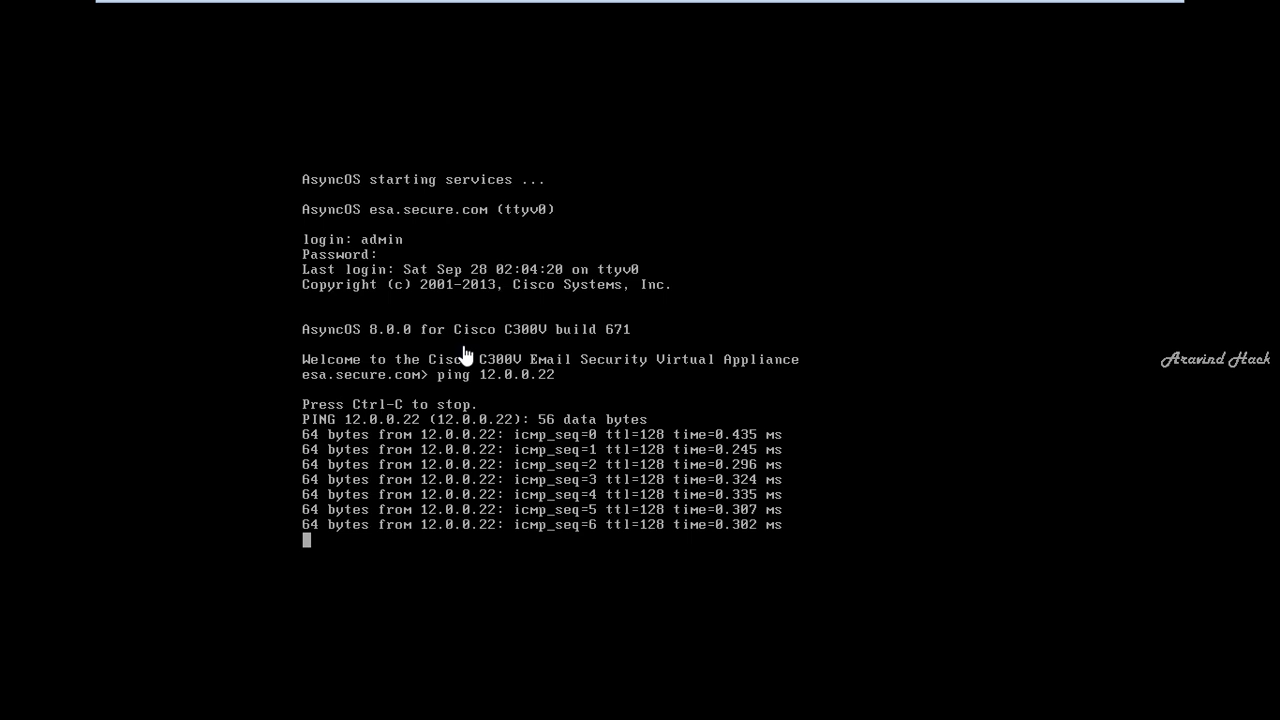 AsyncOS starting services ...
AsyncOS esa.secure.com (ttyv0)
login: admin
Password:
Last login: Sat Sep 28 02:04:20 on ttyv0
Copyright (c) 2001-2013, Cisco Systems, Inc.
AsyncOS 8.0.0 for Cisco C300V build 671
Welcome to the Cisco C300V Email Security Virtual Appliance
esa.secure.com> ping 12.0.0.22
Press Ctrl-C to stop.
PING 12.0.0.22 (12.0.0.22): 56 data bytes
64 bytes from 12.0.0.22: icmp_seq=0 ttl=128 time=0.435 ms
64 bytes from 12.0.0.22: icmp_seq=1 ttl=128 time=0.245 ms
64 bytes from 12.0.0.22: icmp_seq=2 ttl=128 time=0.296 ms
64 bytes from 12.0.0.22: icmp_seq=3 ttl=128 time=0.324 ms
64 bytes from 12.0.0.22: icmp_seq=4 ttl=128 time=0.335 ms
64 bytes from 12.0.0.22: icmp_seq=5 ttl=128 time=0.307 ms
64 bytes from 12.0.0.22: icmp_seq=6 ttl=128 time=0.302 ms
Aravind Hack